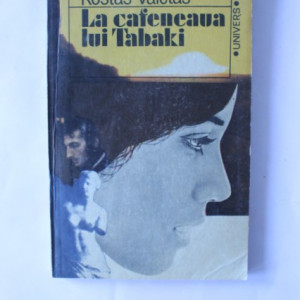 Kostas Valetas
La cafeneaua
lui Tabaki
• UNIVERS •